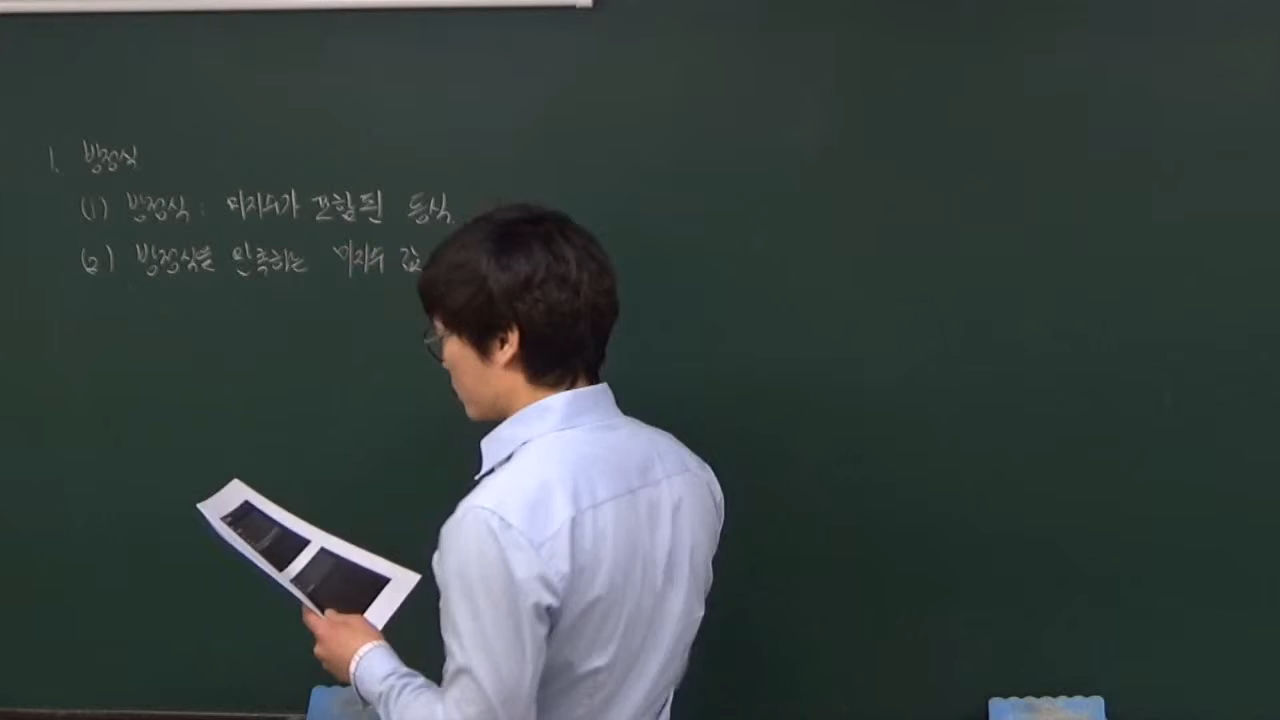 1. 방정식
(1) 방정식 : 미지수가 포함된 등식
(2) 방정식을 만족하는 미지수 값